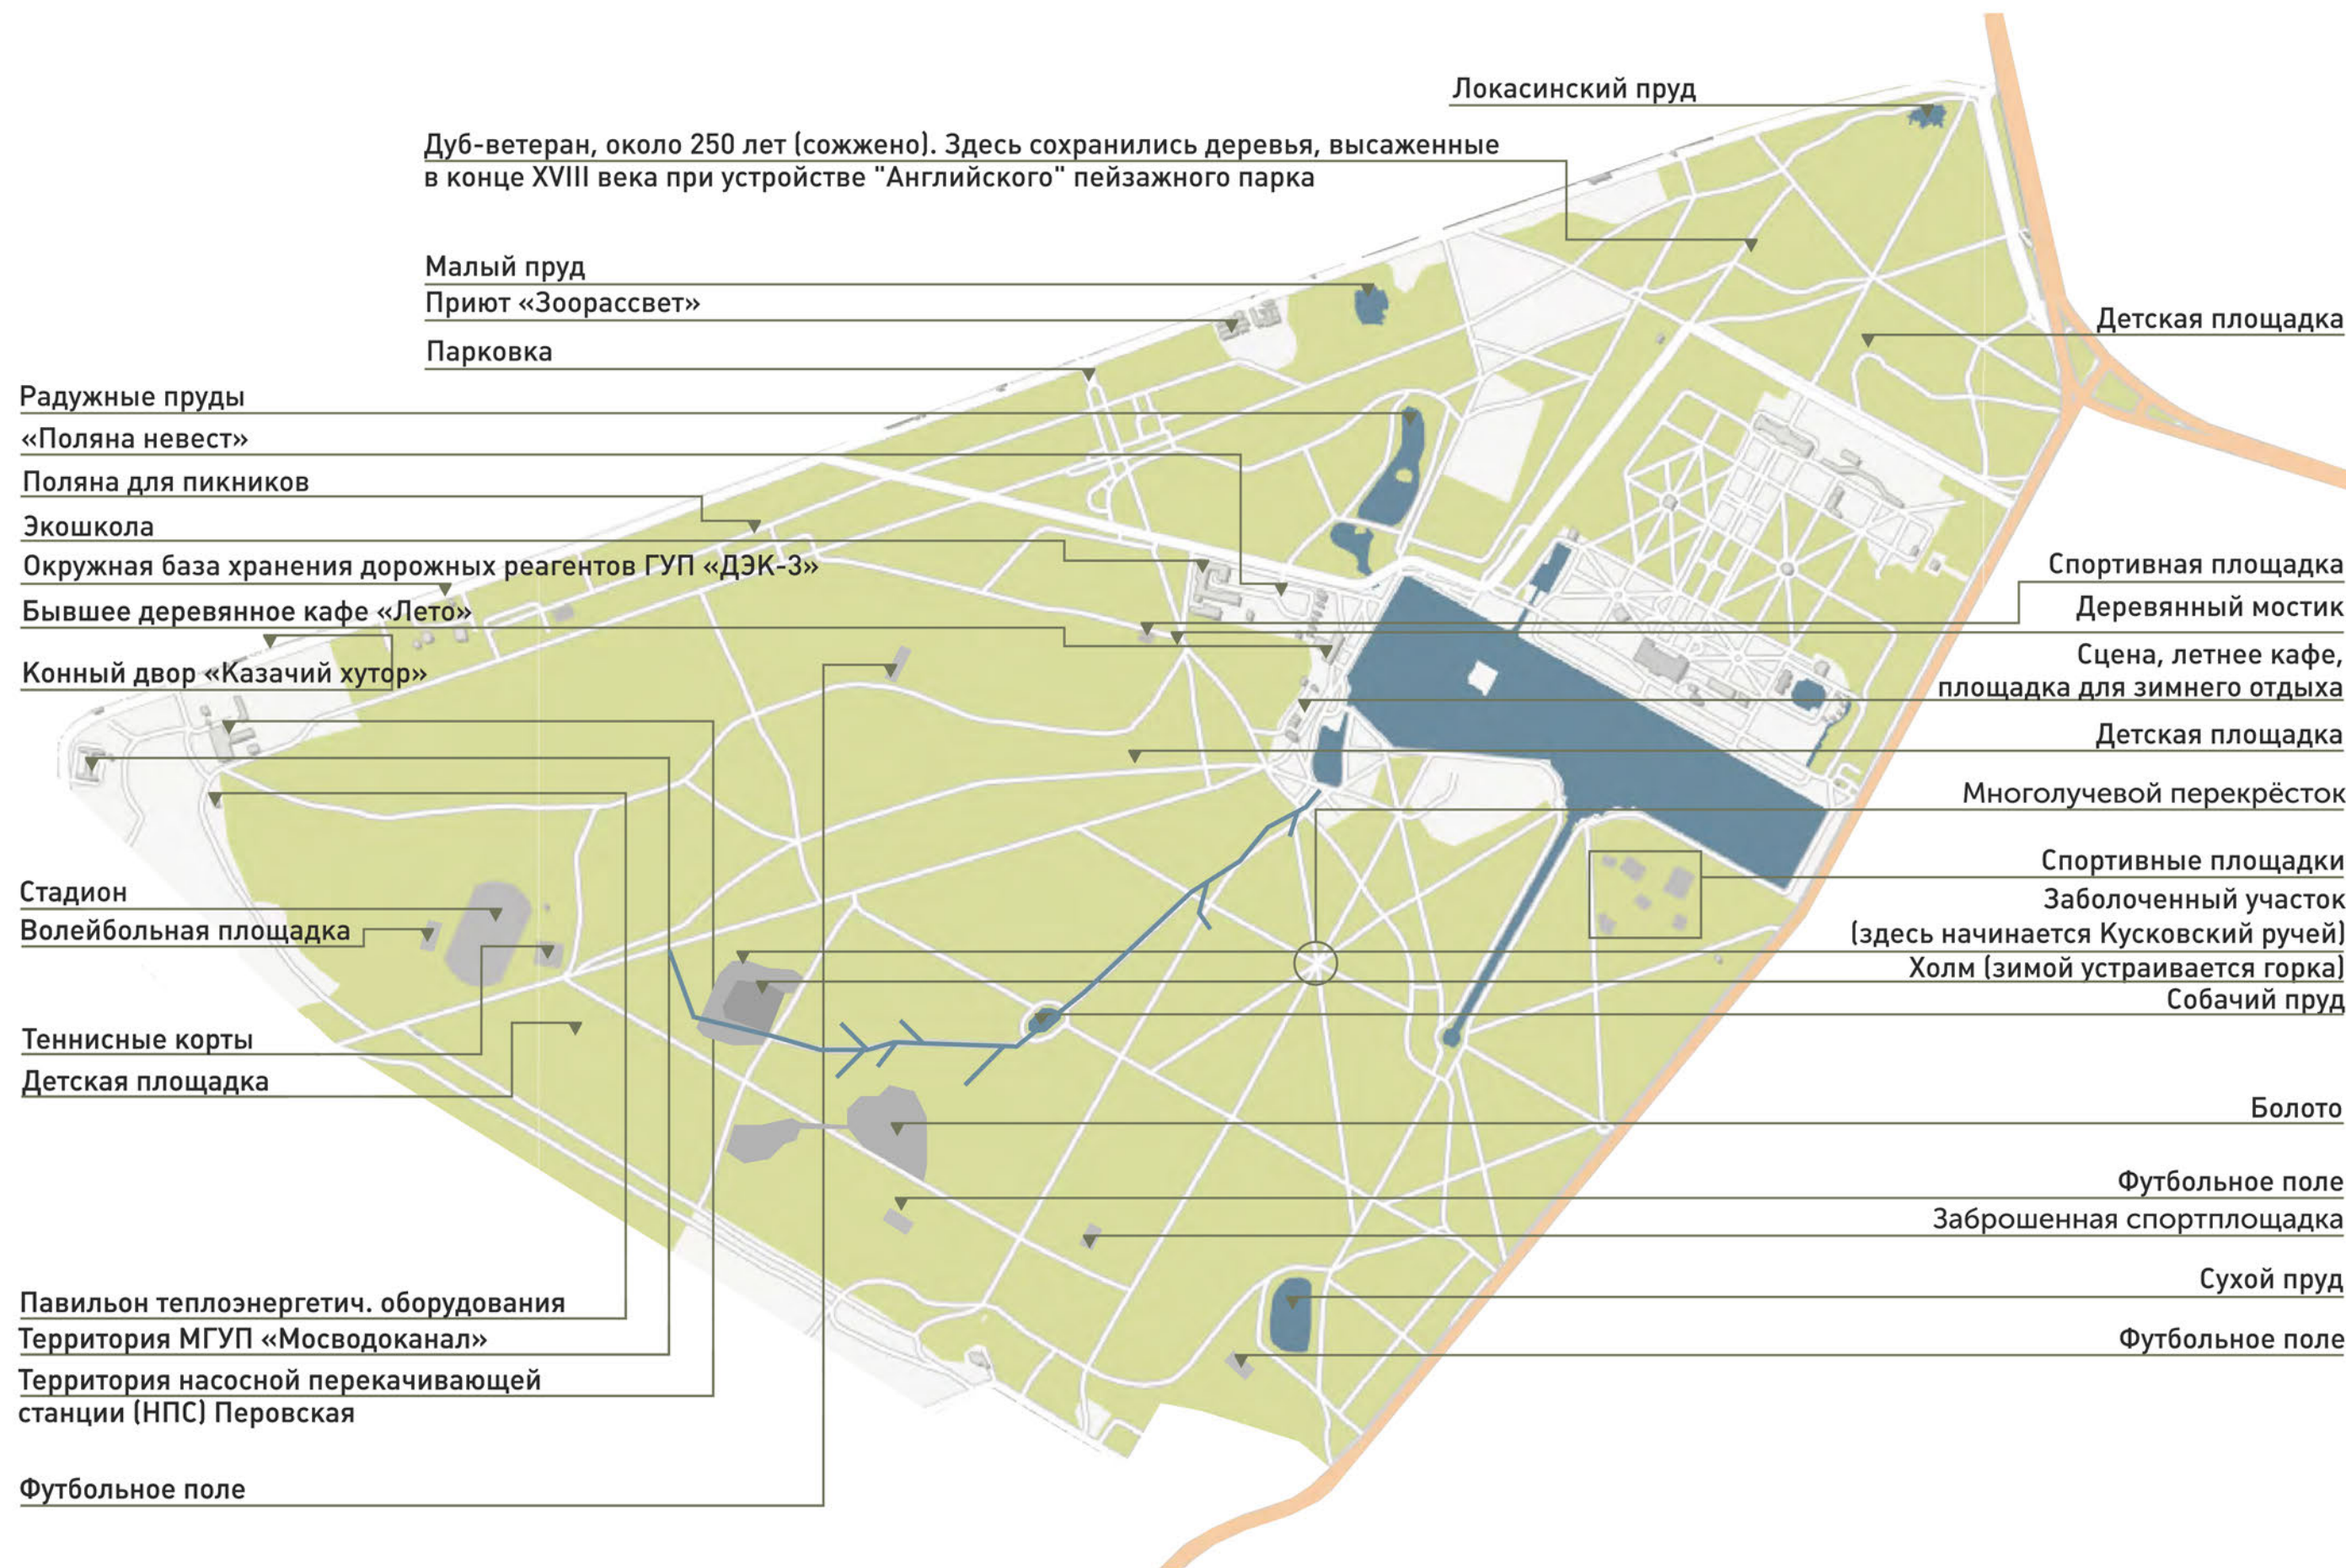 Локасинский пруд
Дуб-ветеран, около 250 лет (сожжено). Здесь сохранились деревья, высаженные
в конце XVIII века при устройстве "Английского" пейзажного парка
Малый пруд
Приют «Зоорассвет»
Парковка
Радужные пруды
«Поляна невест»
Поляна для пикников
Экошкола
Окружная база хранения дорожных реагентов ГУП «ДЭК-3»
Бывшее деревянное кафе «Лето»
Конный двор «Казачий хутор»
Стадион
Волейбольная площадка
Теннисные корты
Детская площадка
Павильон теплоэнергетич. оборудования
Территория МГУП «Мосводоканал»
Территория насосной перекачивающей
станции (НПС) Перовская
Футбольное поле
Детская площадка
Спортивная площадка
Деревянный мостик
Сцена, летнее кафе,
площадка для зимнего отдыха
Детская площадка
Многолучевой перекрёсток
Спортивные площадки
Заболоченный участок
(здесь начинается Кусковский ручей)
Холм (зимой устраивается горка)
Собачий пруд
Болото
Футбольное поле
Заброшенная спортплощадка
Сухой пруд
Футбольное поле